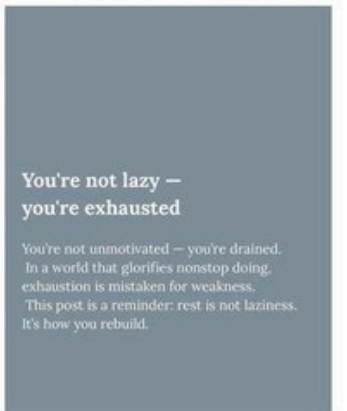 You're not lazy —
you're exhausted
You're not unmotivated — you're drained.
In a world that glorifies nonstop doing,
exhaustion is mistaken for weakness.
This post is a reminder: rest is not laziness.
It's how you rebuild.